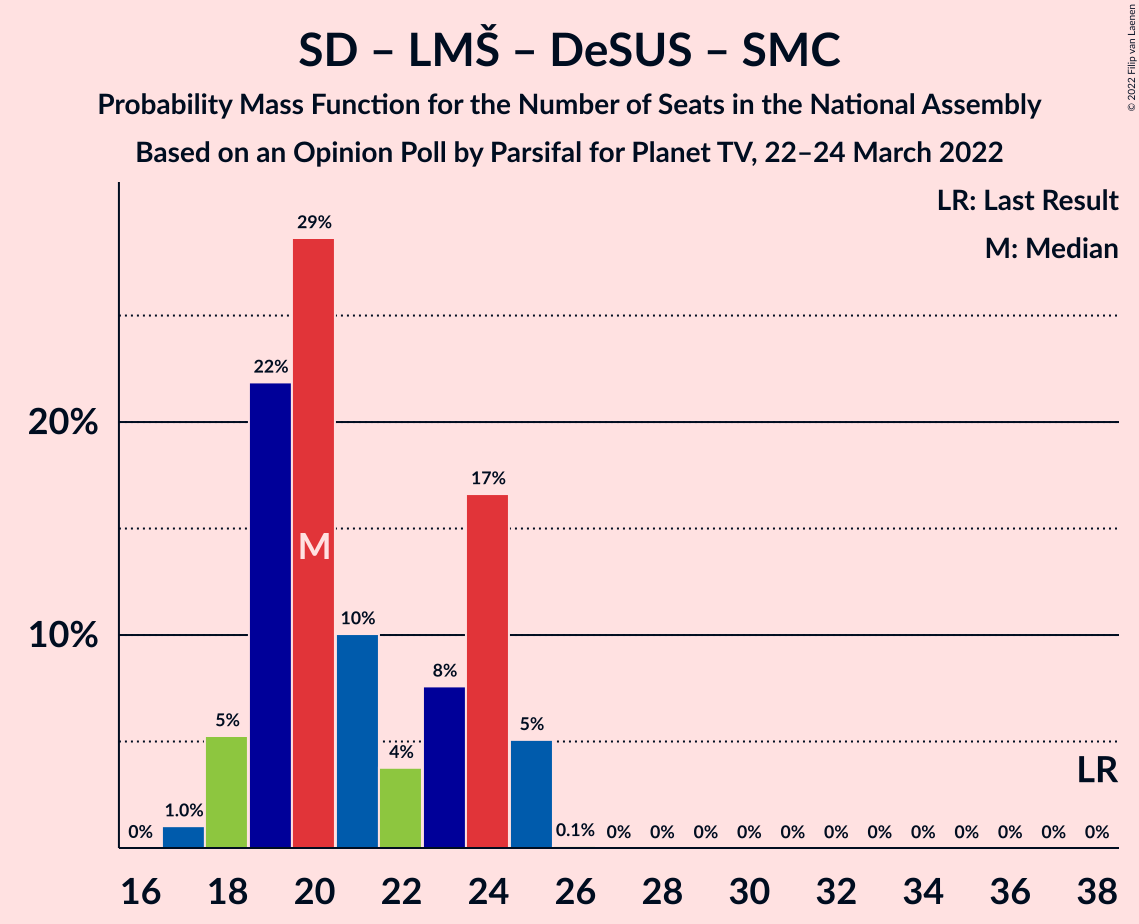 SD – LMŠ – DeSUS – SMC
Probability Mass Function for the Number of Seats in the National Assembly
Based on an Opinion Poll by Parsifal for Planet TV, 22–24 March 2022
© 2022 Filip van Laenen
LR: Last Result
M: Median
20%
10%
0%
1.0%
5%
22%
29%
M
10%
4%
8%
17%
5%
0.1%
0%
0%
0%
0%
0%
0%
0%
0%
0%
0%
0%
0%
LR
16 18 20 22 24 26 28 30 32 34 36 38